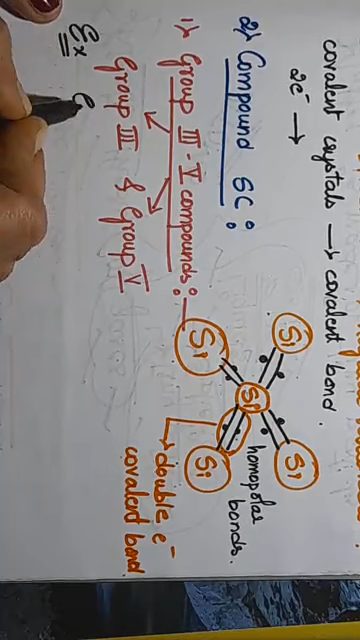 covalent crystals → covalent bond.
2e⁻ →
Si
Si
Si
Si
Si
homopolar
bonds.
double e⁻
covalent bond
2) Compound SC :
1) Group III - V compounds :
Group III & Group V
Ex